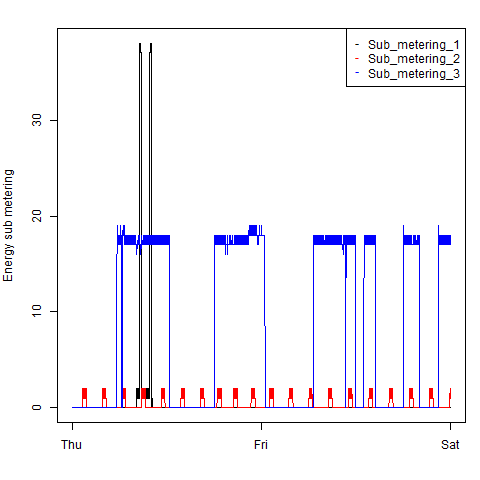 Sub_metering_1
Sub_metering_2
Sub_metering_3
Energy sub metering
30
20
10
0
Thu Fri Sat